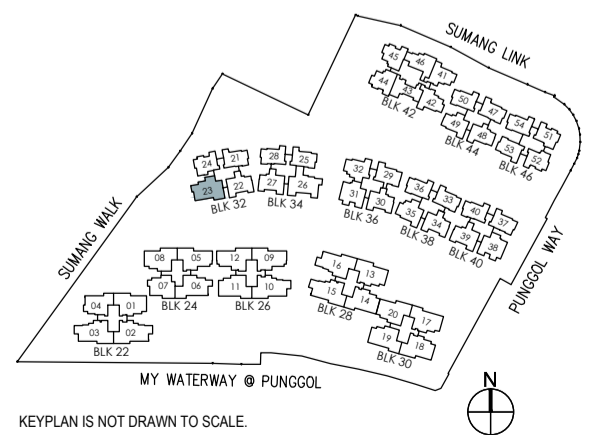 SUMANG LINK
45 46 41
44 43 42
BLK 42
50 47
49 48
BLK 44
54 51
53 52
BLK 46
24 21
23 22
BLK 32
28 25
27 26
BLK 34
32 29
31 30
BLK 36
36 33
35 34
BLK 38
40 37
39 38
BLK 40
SUMANG WALK
PUNGGOL WAY
08 05
07 06
BLK 24
12 09
11 10
BLK 26
16 13
15 14
BLK 28
20 17
19 18
BLK 30
04 01
03 02
BLK 22
MY WATERWAY @ PUNGGOL
N
KEYPLAN IS NOT DRAWN TO SCALE.